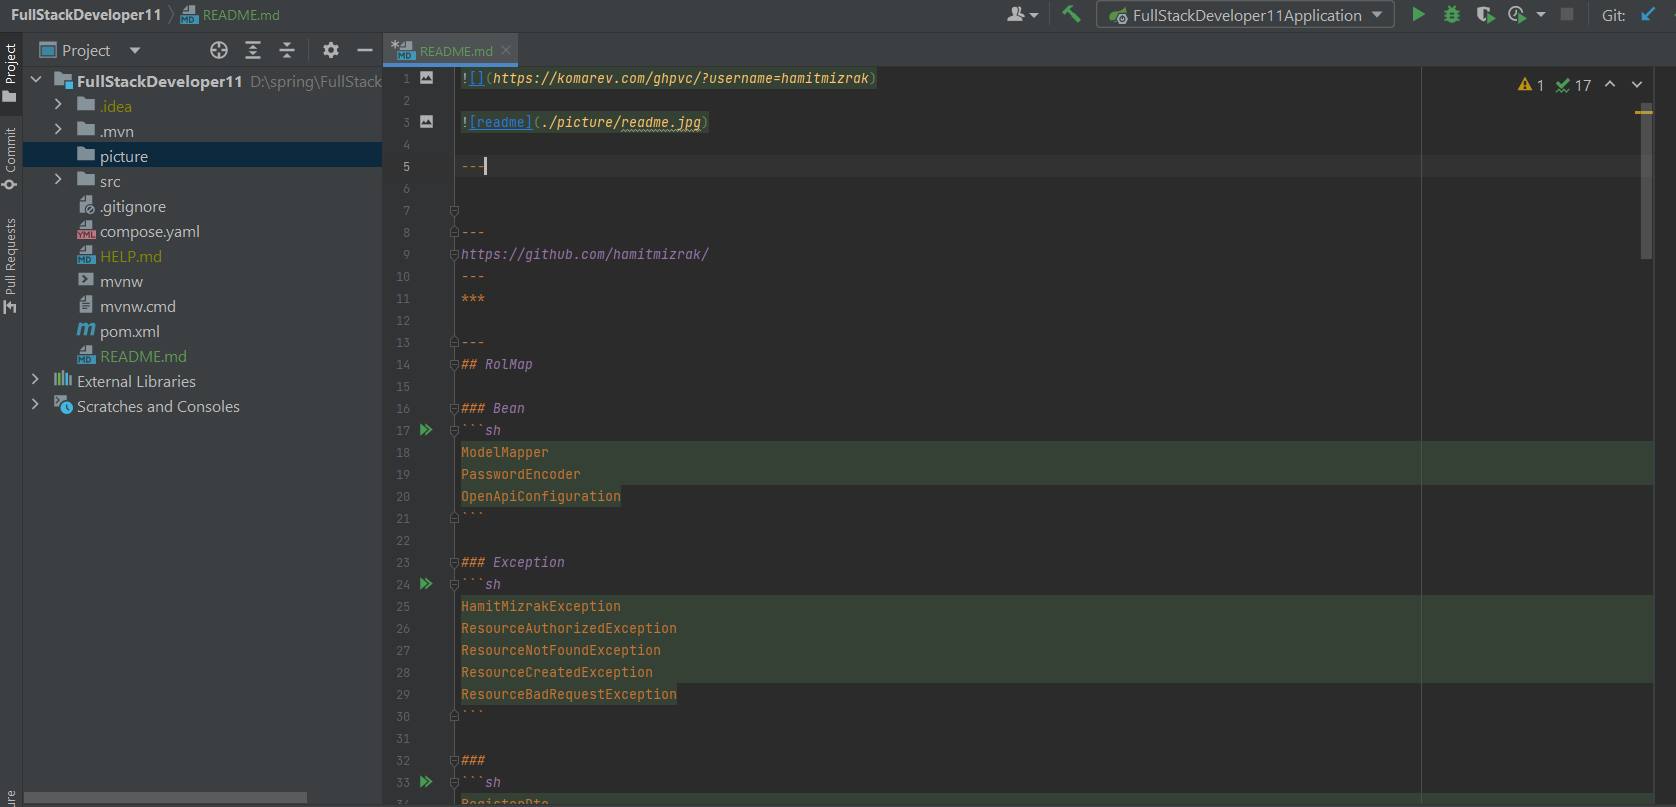 FullStackDeveloper11 README.md FullStackDeveloper11Application Git:
Project README.md
Project
Commit
Pull Requests
FullStackDeveloper11 D:\spring\FullStack
.idea
.mvn
picture
src
.gitignore
compose.yaml
HELP.md
mvnw
mvnw.cmd
pom.xml
README.md
External Libraries
Scratches and Consoles
1 17
1 ![](https://komarev.com/ghpvc/?username=hamitmizrak)
2
3 ![readme](./picture/readme.jpg)
4
5 ---
6
7
8 ---
9 https://github.com/hamitmizrak/
10 ---
11 ***
12
13 ---
14 ## RolMap
15
16 ### Bean
17 ```sh
18 ModelMapper
19 PasswordEncoder
20 OpenApiConfiguration
21 ```
22
23 ### Exception
24 ```sh
25 HamitMizrakException
26 ResourceAuthorizedException
27 ResourceNotFoundException
28 ResourceCreatedException
29 ResourceBadRequestException
30 ```
31
32 ###
33 ```sh
34 RegisterDto